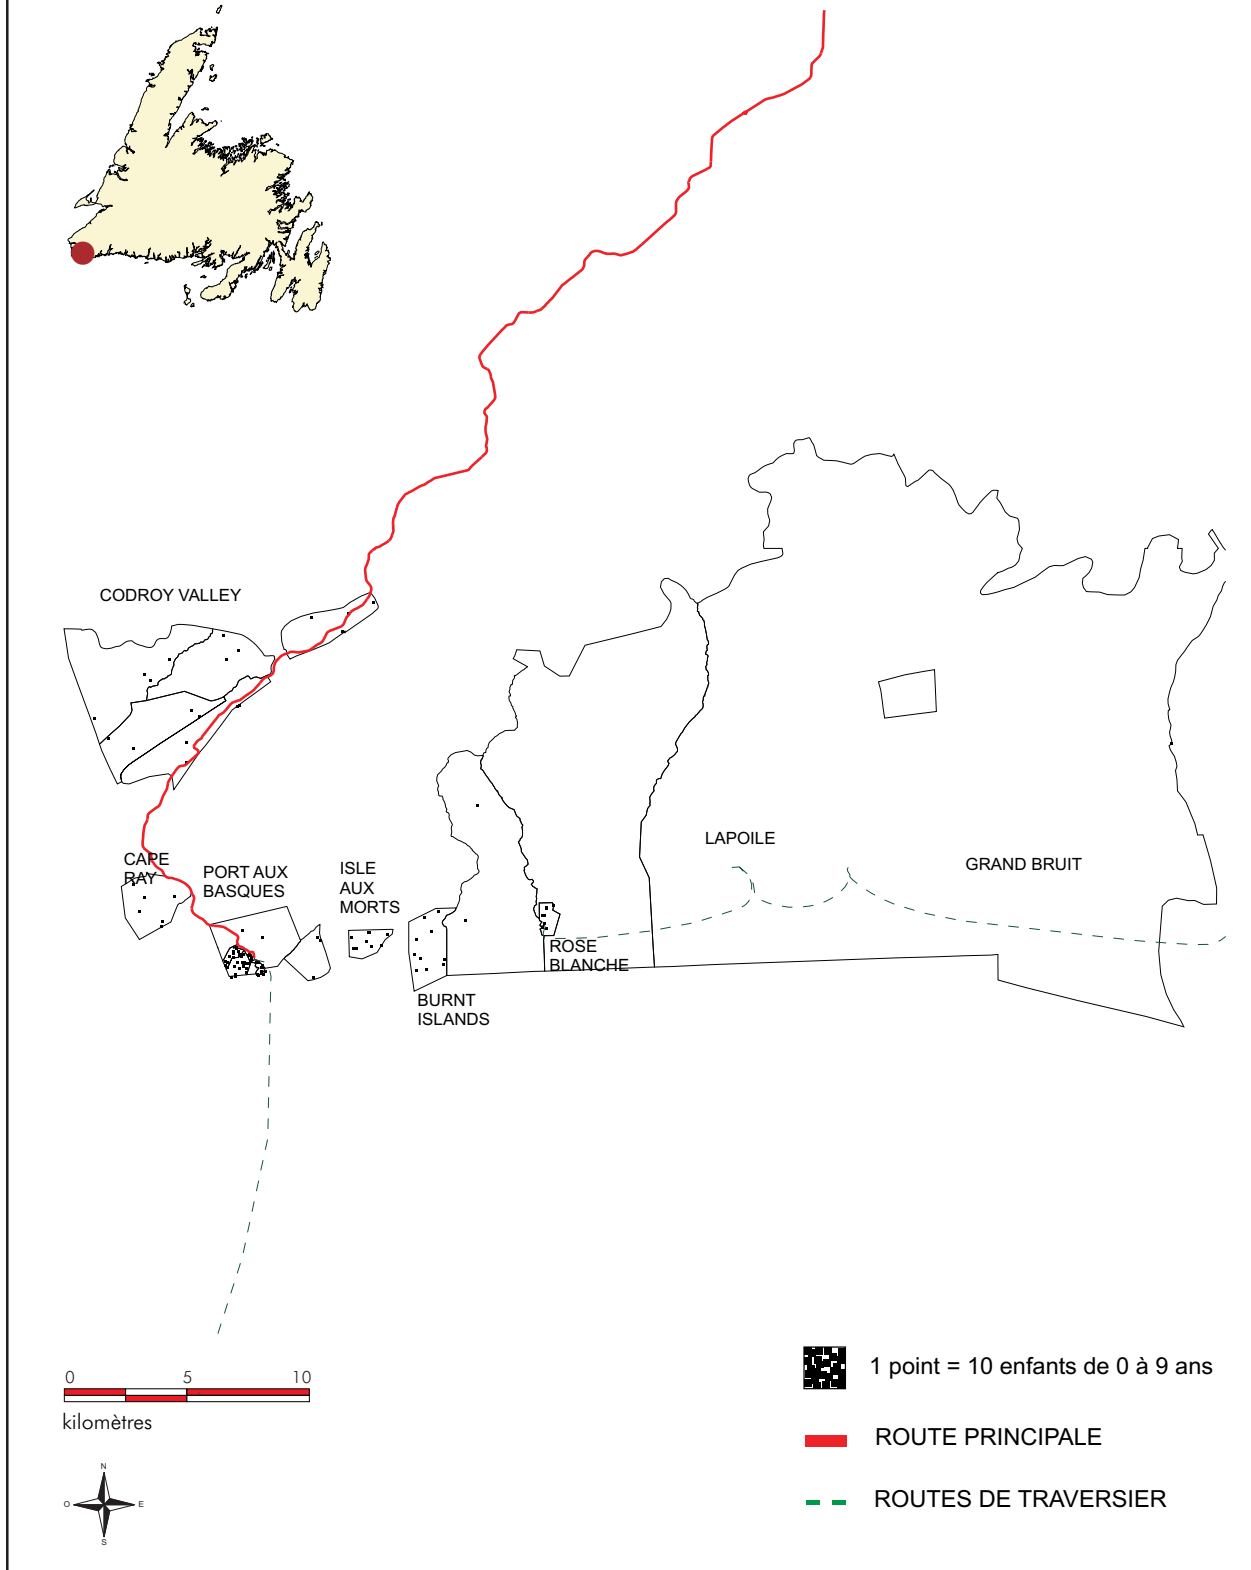 CODROY VALLEY
CAPE
RAY
PORT AUX
BASQUES
ISLE
AUX
MORTS
LAPOILE
GRAND BRUIT
ROSE
BLANCHE
BURNT
ISLANDS
0 5 10
kilomètres
N
O E
S
1 point = 10 enfants de 0 à 9 ans
ROUTE PRINCIPALE
ROUTES DE TRAVERSIER